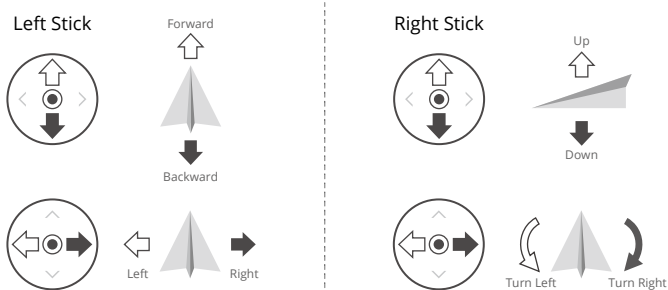 Left Stick
Forward
Backward
Left
Right
Right Stick
Up
Down
Turn Left
Turn Right